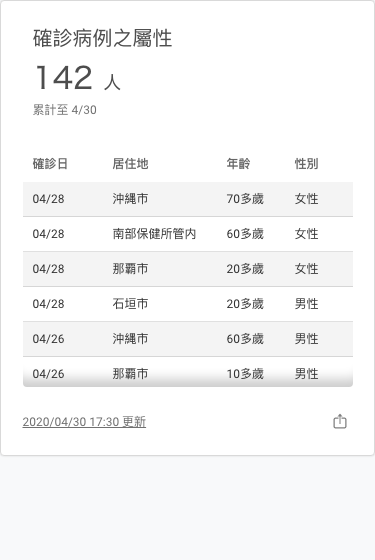 確診病例之屬性
142 人
累計至 4/30
確診日 居住地 年齡 性別
04/28 沖縄市 70多歲 女性
04/28 南部保健所管内 60多歲 女性
04/28 那覇市 20多歲 女性
04/28 石垣市 20多歲 男性
04/26 沖縄市 60多歲 男性
04/26 那覇市 10多歲 男性
2020/04/30 17:30 更新